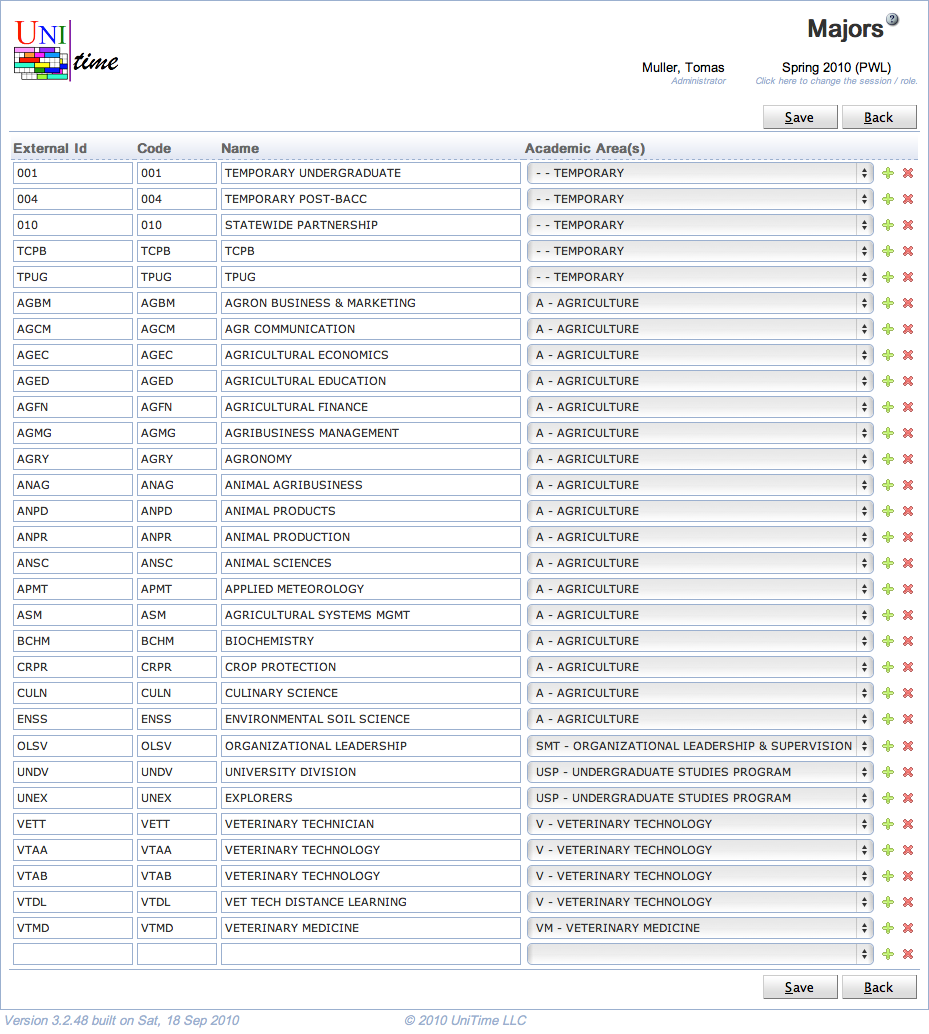 UNI
time
Majors
Muller, Tomas Spring 2010 (PWL)
Administrator Click here to change the session / role.
Save Back
External Id Code Name Academic Area(s)
001 001 TEMPORARY UNDERGRADUATE - - TEMPORARY
004 004 TEMPORARY POST-BACC - - TEMPORARY
010 010 STATEWIDE PARTNERSHIP - - TEMPORARY
TCPB TCPB TCPB - - TEMPORARY
TPUG TPUG TPUG - - TEMPORARY
AGBM AGBM AGRON BUSINESS & MARKETING A - AGRICULTURE
AGCM AGCM AGR COMMUNICATION A - AGRICULTURE
AGEC AGEC AGRICULTURAL ECONOMICS A - AGRICULTURE
AGED AGED AGRICULTURAL EDUCATION A - AGRICULTURE
AGFN AGFN AGRICULTURAL FINANCE A - AGRICULTURE
AGMG AGMG AGRIBUSINESS MANAGEMENT A - AGRICULTURE
AGRY AGRY AGRONOMY A - AGRICULTURE
ANAG ANAG ANIMAL AGRIBUSINESS A - AGRICULTURE
ANPD ANPD ANIMAL PRODUCTS A - AGRICULTURE
ANPR ANPR ANIMAL PRODUCTION A - AGRICULTURE
ANSC ANSC ANIMAL SCIENCES A - AGRICULTURE
APMT APMT APPLIED METEOROLOGY A - AGRICULTURE
ASM ASM AGRICULTURAL SYSTEMS MGMT A - AGRICULTURE
BCHM BCHM BIOCHEMISTRY A - AGRICULTURE
CRPR CRPR CROP PROTECTION A - AGRICULTURE
CULN CULN CULINARY SCIENCE A - AGRICULTURE
ENSS ENSS ENVIRONMENTAL SOIL SCIENCE A - AGRICULTURE
OLSV OLSV ORGANIZATIONAL LEADERSHIP SMT - ORGANIZATIONAL LEADERSHIP & SUPERVISION
UNDV UNDV UNIVERSITY DIVISION USP - UNDERGRADUATE STUDIES PROGRAM
UNEX UNEX EXPLORERS USP - UNDERGRADUATE STUDIES PROGRAM
VETT VETT VETERINARY TECHNICIAN V - VETERINARY TECHNOLOGY
VTAA VTAA VETERINARY TECHNOLOGY V - VETERINARY TECHNOLOGY
VTAB VTAB VETERINARY TECHNOLOGY V - VETERINARY TECHNOLOGY
VTDL VTDL VET TECH DISTANCE LEARNING V - VETERINARY TECHNOLOGY
VTMD VTMD VETERINARY MEDICINE VM - VETERINARY MEDICINE
Save Back
Version 3.2.48 built on Sat, 18 Sep 2010 © 2010 UniTime LLC